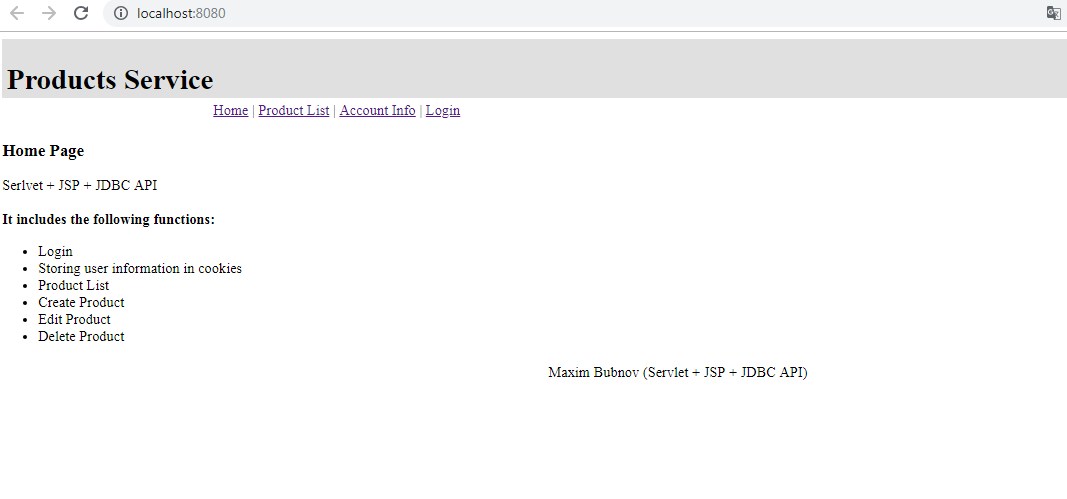 localhost:8080
Products Service
Home | Product List | Account Info | Login
Home Page
Serlvet + JSP + JDBC API
It includes the following functions:
Login
Storing user information in cookies
Product List
Create Product
Edit Product
Delete Product
Maxim Bubnov (Servlet + JSP + JDBC API)